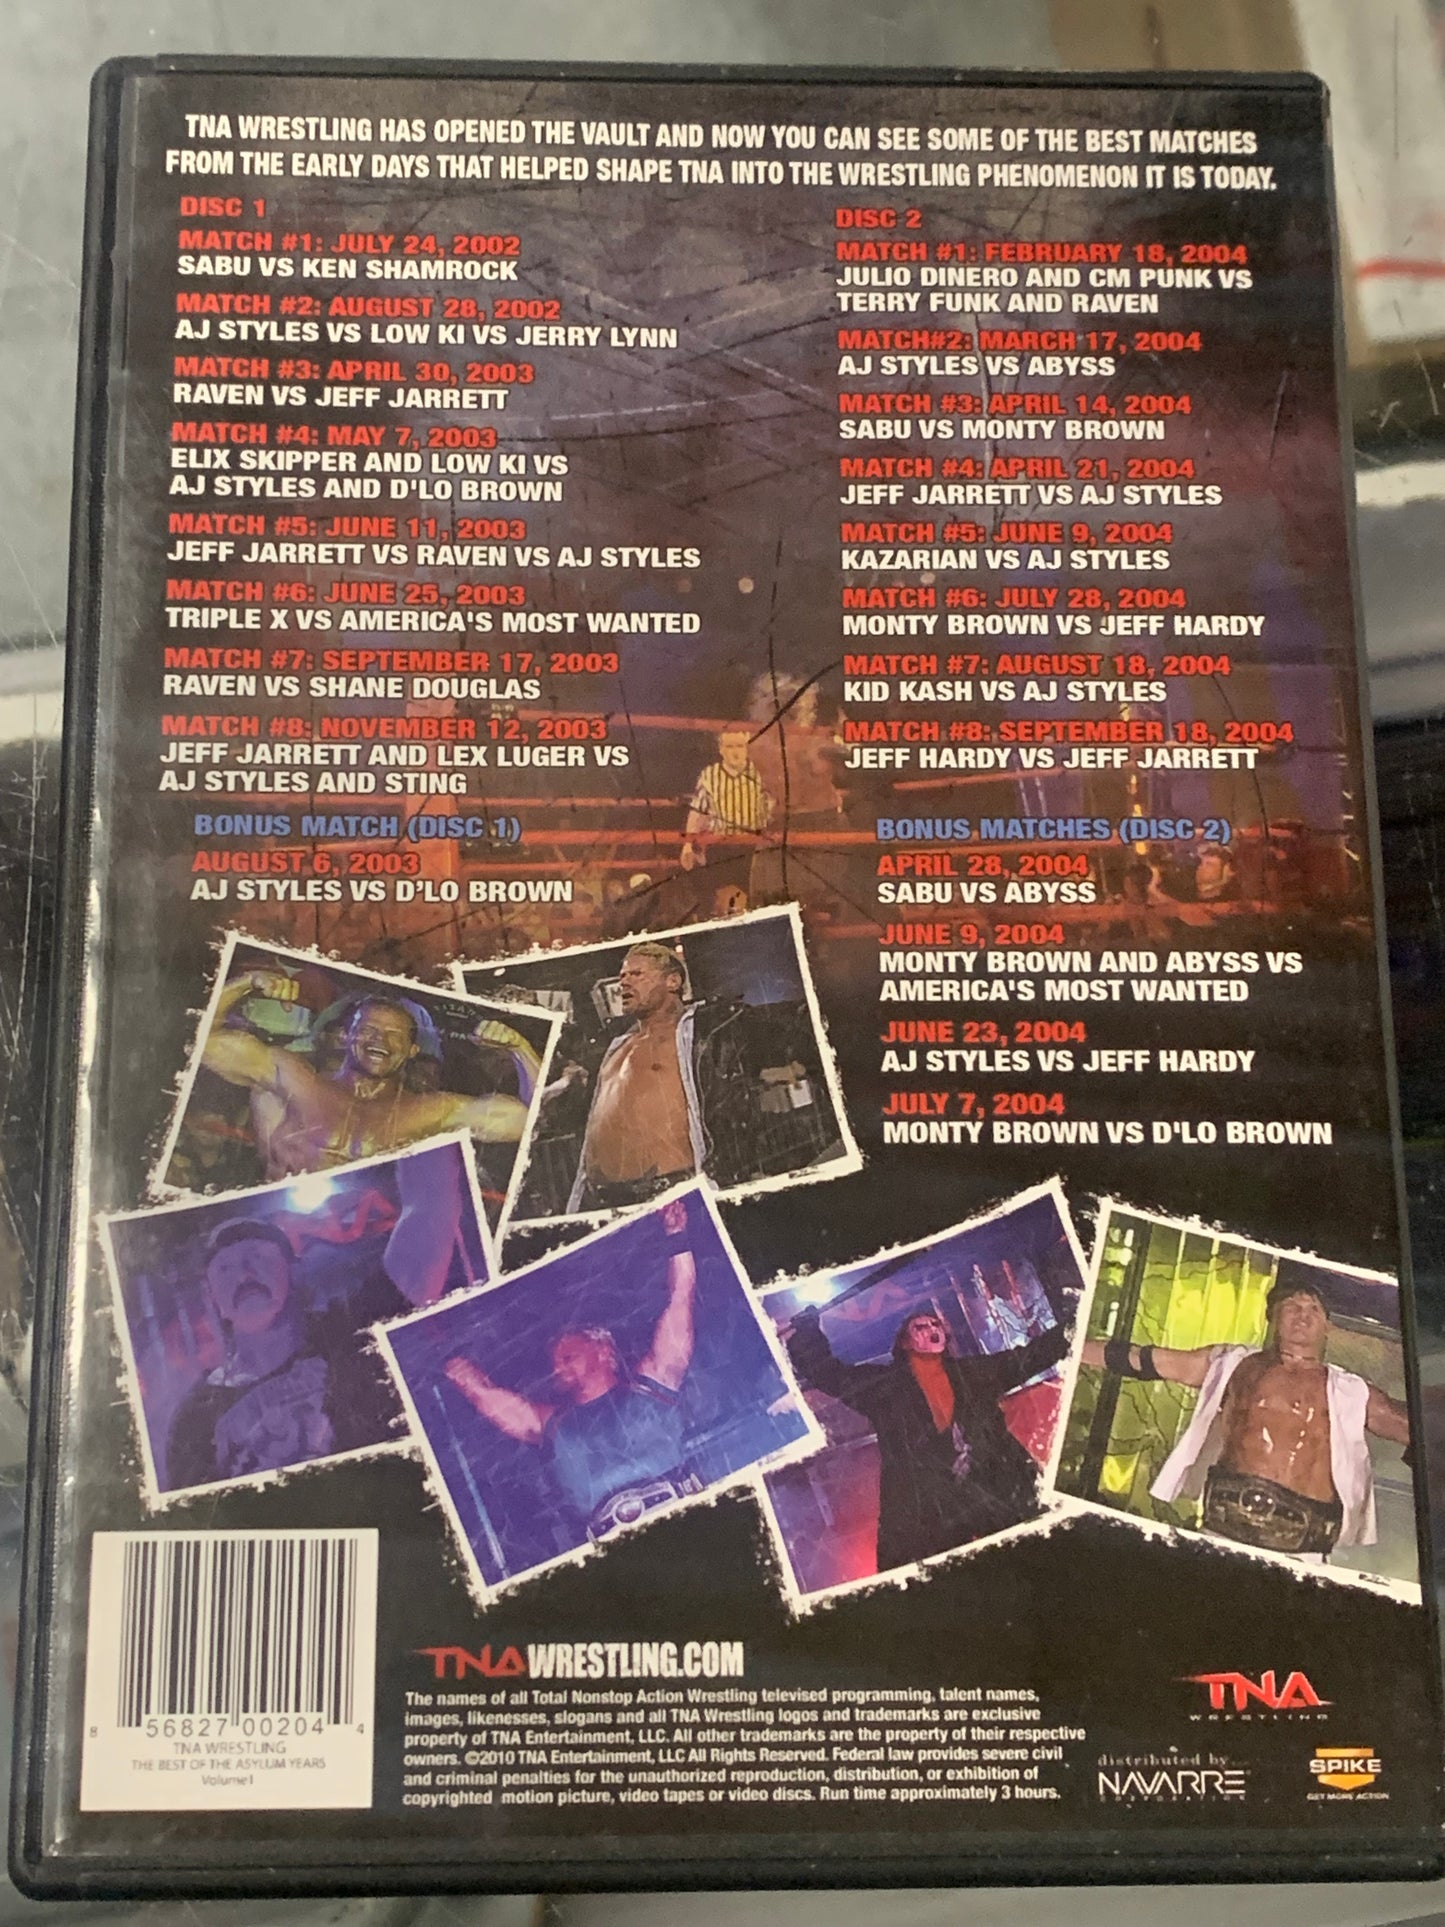 TNA WRESTLING HAS OPENED THE VAULT AND NOW YOU CAN SEE SOME OF THE BEST MATCHES
FROM THE EARLY DAYS THAT HELPED SHAPE TNA INTO THE WRESTLING PHENOMENON IT IS TODAY.
DISC 1
MATCH #1: JULY 24, 2002
SABU VS KEN SHAMROCK
MATCH #2: AUGUST 28, 2002
AJ STYLES VS LOW KI VS JERRY LYNN
MATCH #3: APRIL 30, 2003
RAVEN VS JEFF JARRETT
MATCH #4: MAY 7, 2003
ELIX SKIPPER AND LOW KI VS
AJ STYLES AND D'LO BROWN
MATCH #5: JUNE 11, 2003
JEFF JARRETT VS RAVEN VS AJ STYLES
MATCH #6: JUNE 25, 2003
TRIPLE X VS AMERICA'S MOST WANTED
MATCH #7: SEPTEMBER 17, 2003
RAVEN VS SHANE DOUGLAS
MATCH #8: NOVEMBER 12, 2003
JEFF JARRETT AND LEX LUGER VS
AJ STYLES AND STING
BONUS MATCH (DISC 1)
AUGUST 6, 2003
AJ STYLES VS D'LO BROWN
DISC 2
MATCH #1: FEBRUARY 18, 2004
JULIO DINERO AND CM PUNK VS
TERRY FUNK AND RAVEN
MATCH#2: MARCH 17, 2004
AJ STYLES VS ABYSS
MATCH #3: APRIL 14, 2004
SABU VS MONTY BROWN
MATCH #4: APRIL 21, 2004
JEFF JARRETT VS AJ STYLES
MATCH #5: JUNE 9, 2004
KAZARIAN VS AJ STYLES
MATCH #6: JULY 28, 2004
MONTY BROWN VS JEFF HARDY
MATCH #7: AUGUST 18, 2004
KID KASH VS AJ STYLES
MATCH #8: SEPTEMBER 18, 2004
JEFF HARDY VS JEFF JARRETT
BONUS MATCHES (DISC 2)
APRIL 28, 2004
SABU VS ABYSS
JUNE 9, 2004
MONTY BROWN AND ABYSS VS
AMERICA'S MOST WANTED
JUNE 23, 2004
AJ STYLES VS JEFF HARDY
JULY 7, 2004
MONTY BROWN VS D'LO BROWN
8 56827 00204 4
TNA WRESTLING
THE BEST OF THE ASYLUM YEARS
Volume I
TNAWRESTLING.COM
The names of all Total Nonstop Action Wrestling televised programming, talent names,
images, likenesses, slogans and all TNA Wrestling logos and trademarks are exclusive
property of TNA Entertainment, LLC. All other trademarks are the property of their respective
owners. ©2010 TNA Entertainment, LLC All Rights Reserved. Federal law provides severe civil
and criminal penalties for the unauthorized reproduction, distribution, or exhibition of
copyrighted motion picture, video tapes or video discs. Run time approximately 3 hours.
TNA
WRESTLING
distributed by...
NAVARRE
CORPORATION
SPIKE
GET MORE ACTION